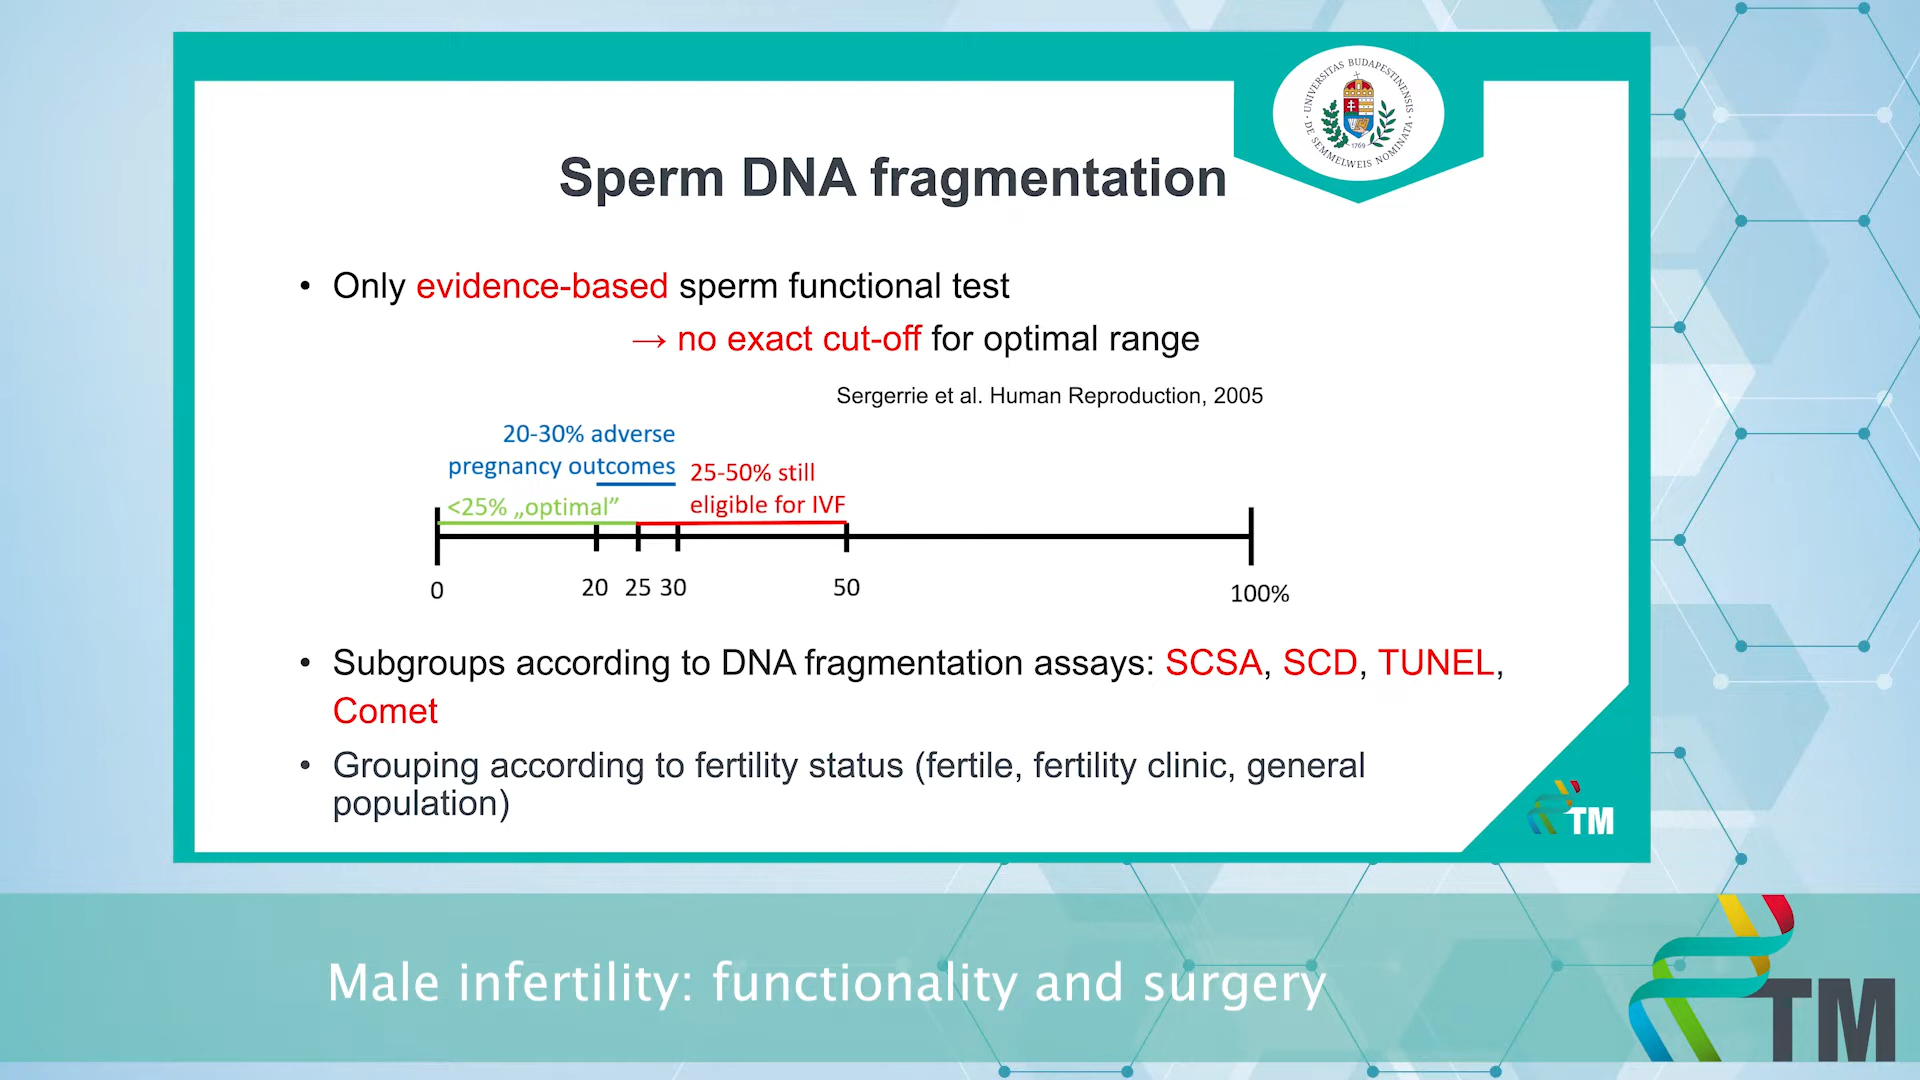 UNIVERSITAS BUDAPESTINENSIS
DE SEMMELWEIS NOMINATA
1769
Sperm DNA fragmentation
• Only evidence-based sperm functional test
→ no exact cut-off for optimal range
Sergerrie et al. Human Reproduction, 2005
20-30% adverse
pregnancy outcomes
25-50% still
eligible for IVF
<25% „optimal”
0 20 25 30 50 100%
• Subgroups according to DNA fragmentation assays: SCSA, SCD, TUNEL,
Comet
• Grouping according to fertility status (fertile, fertility clinic, general
population)
TM
Male infertility: functionality and surgery
TM